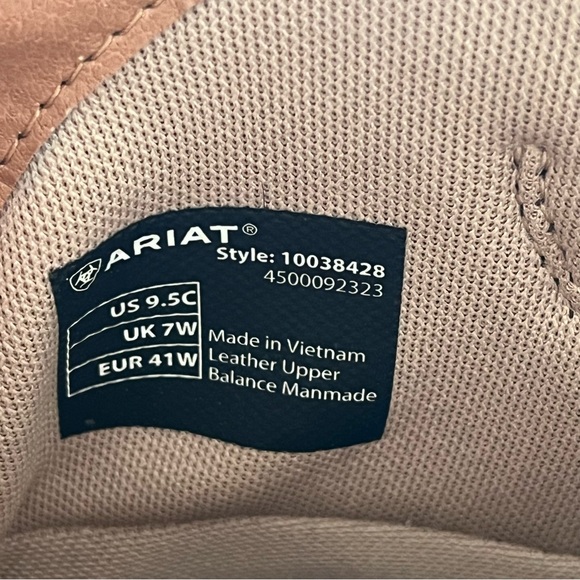 ARIAT®
Style: 10038428
4500092323
US 9.5C
UK 7W
EUR 41W
Made in Vietnam
Leather Upper
Balance Manmade